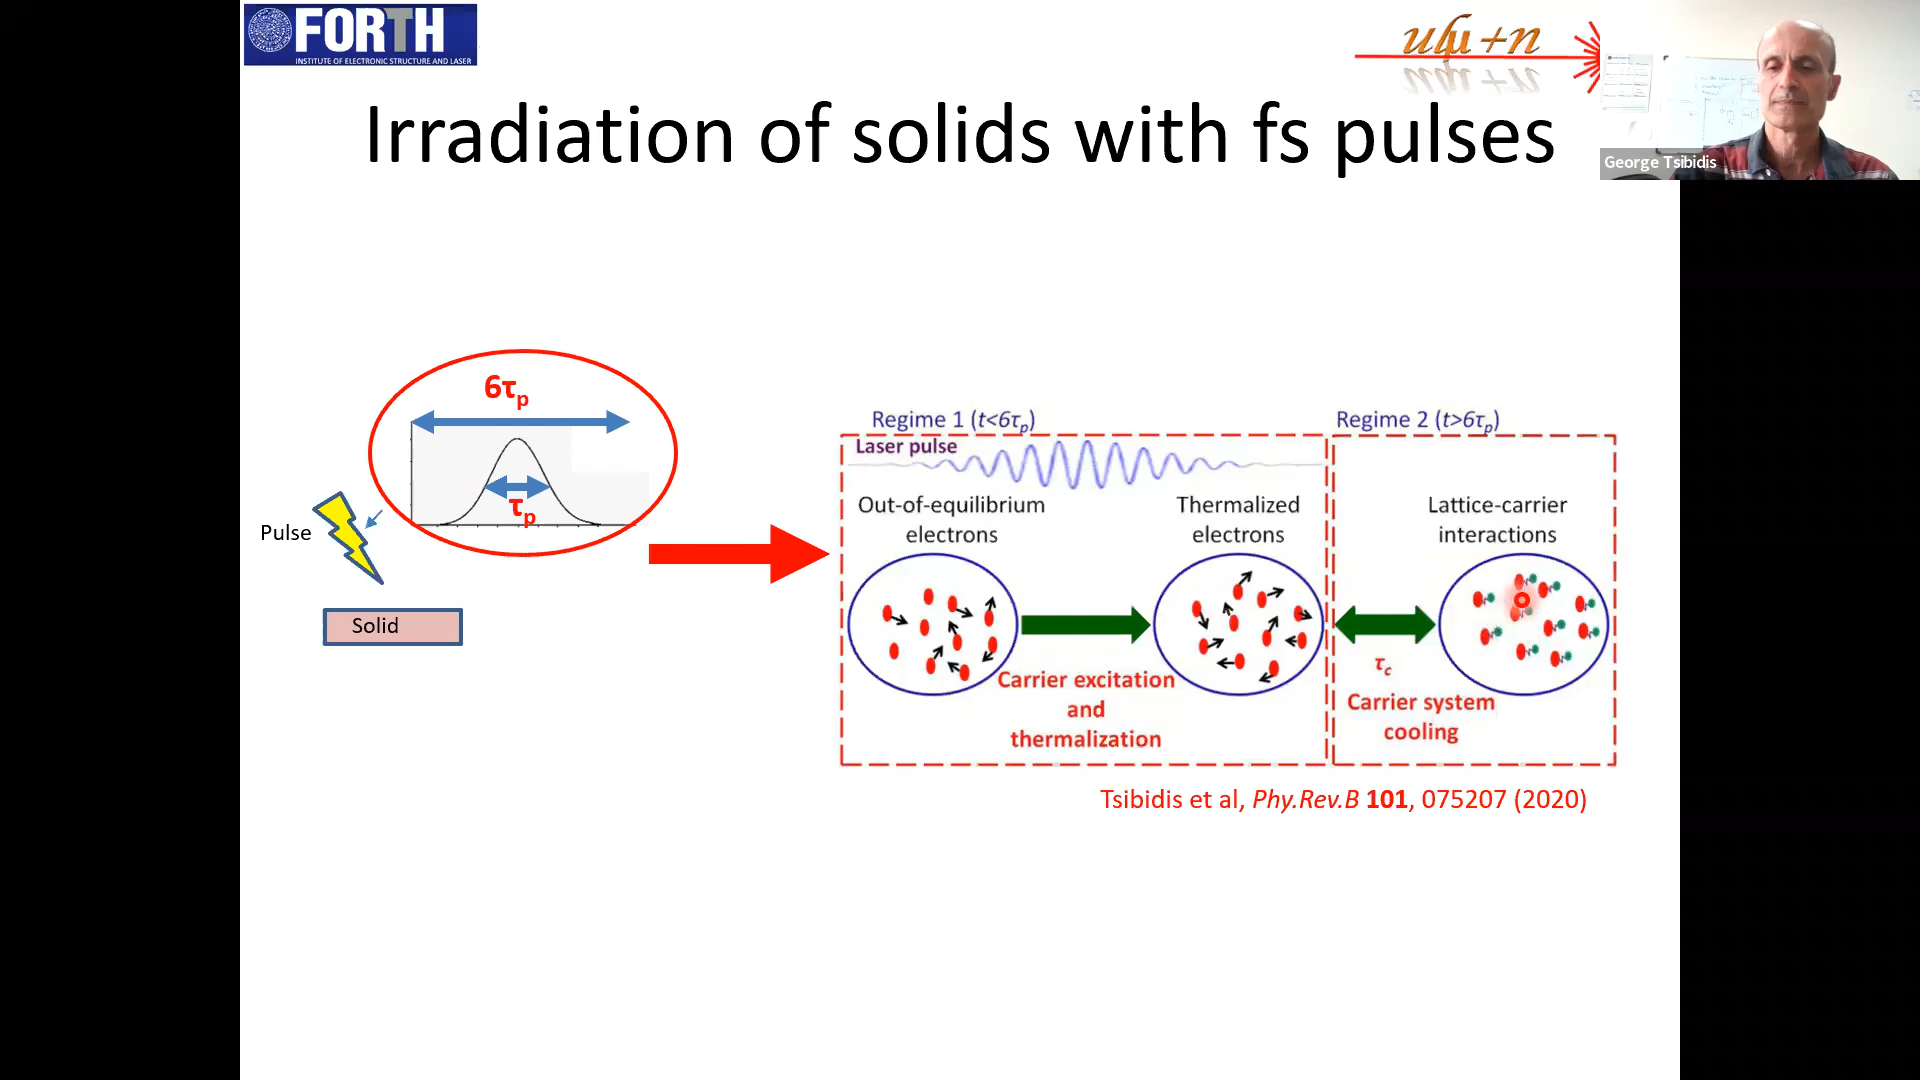 FORTH
INSTITUTE OF ELECTRONIC STRUCTURE AND LASER
Irradiation of solids with fs pulses
George Tsibidis
6τp
τp
Pulse
Solid
Regime 1 (t<6τp)
Laser pulse
Out-of-equilibrium
electrons
Thermalized
electrons
Carrier excitation
and
thermalization
Regime 2 (t>6τp)
Lattice-carrier
interactions
τc
Carrier system
cooling
Tsibidis et al, Phy.Rev.B 101, 075207 (2020)